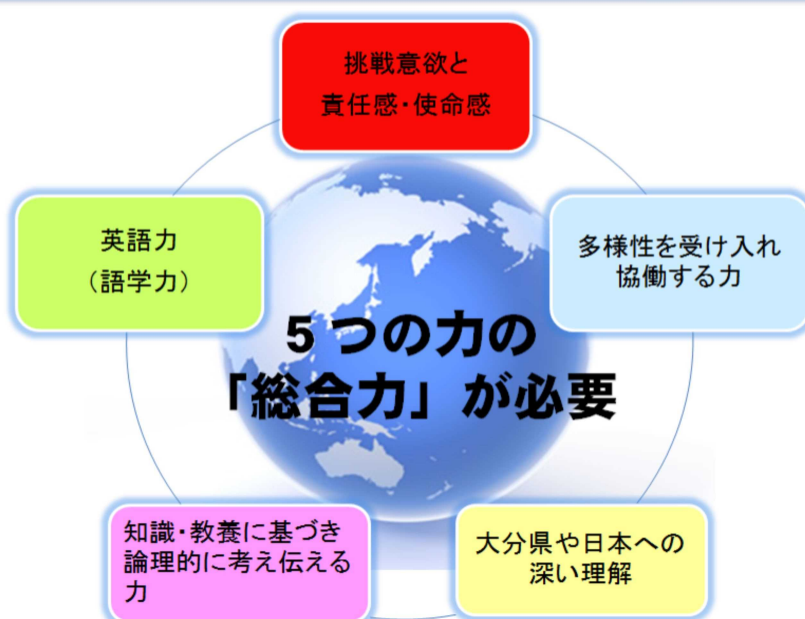 挑戦意欲と
責任感・使命感
英語力
（語学力）
多様性を受け入れ
協働する力
5つの力の
「総合力」が必要
知識・教養に基づき
論理的に考え伝える
力
大分県や日本への
深い理解